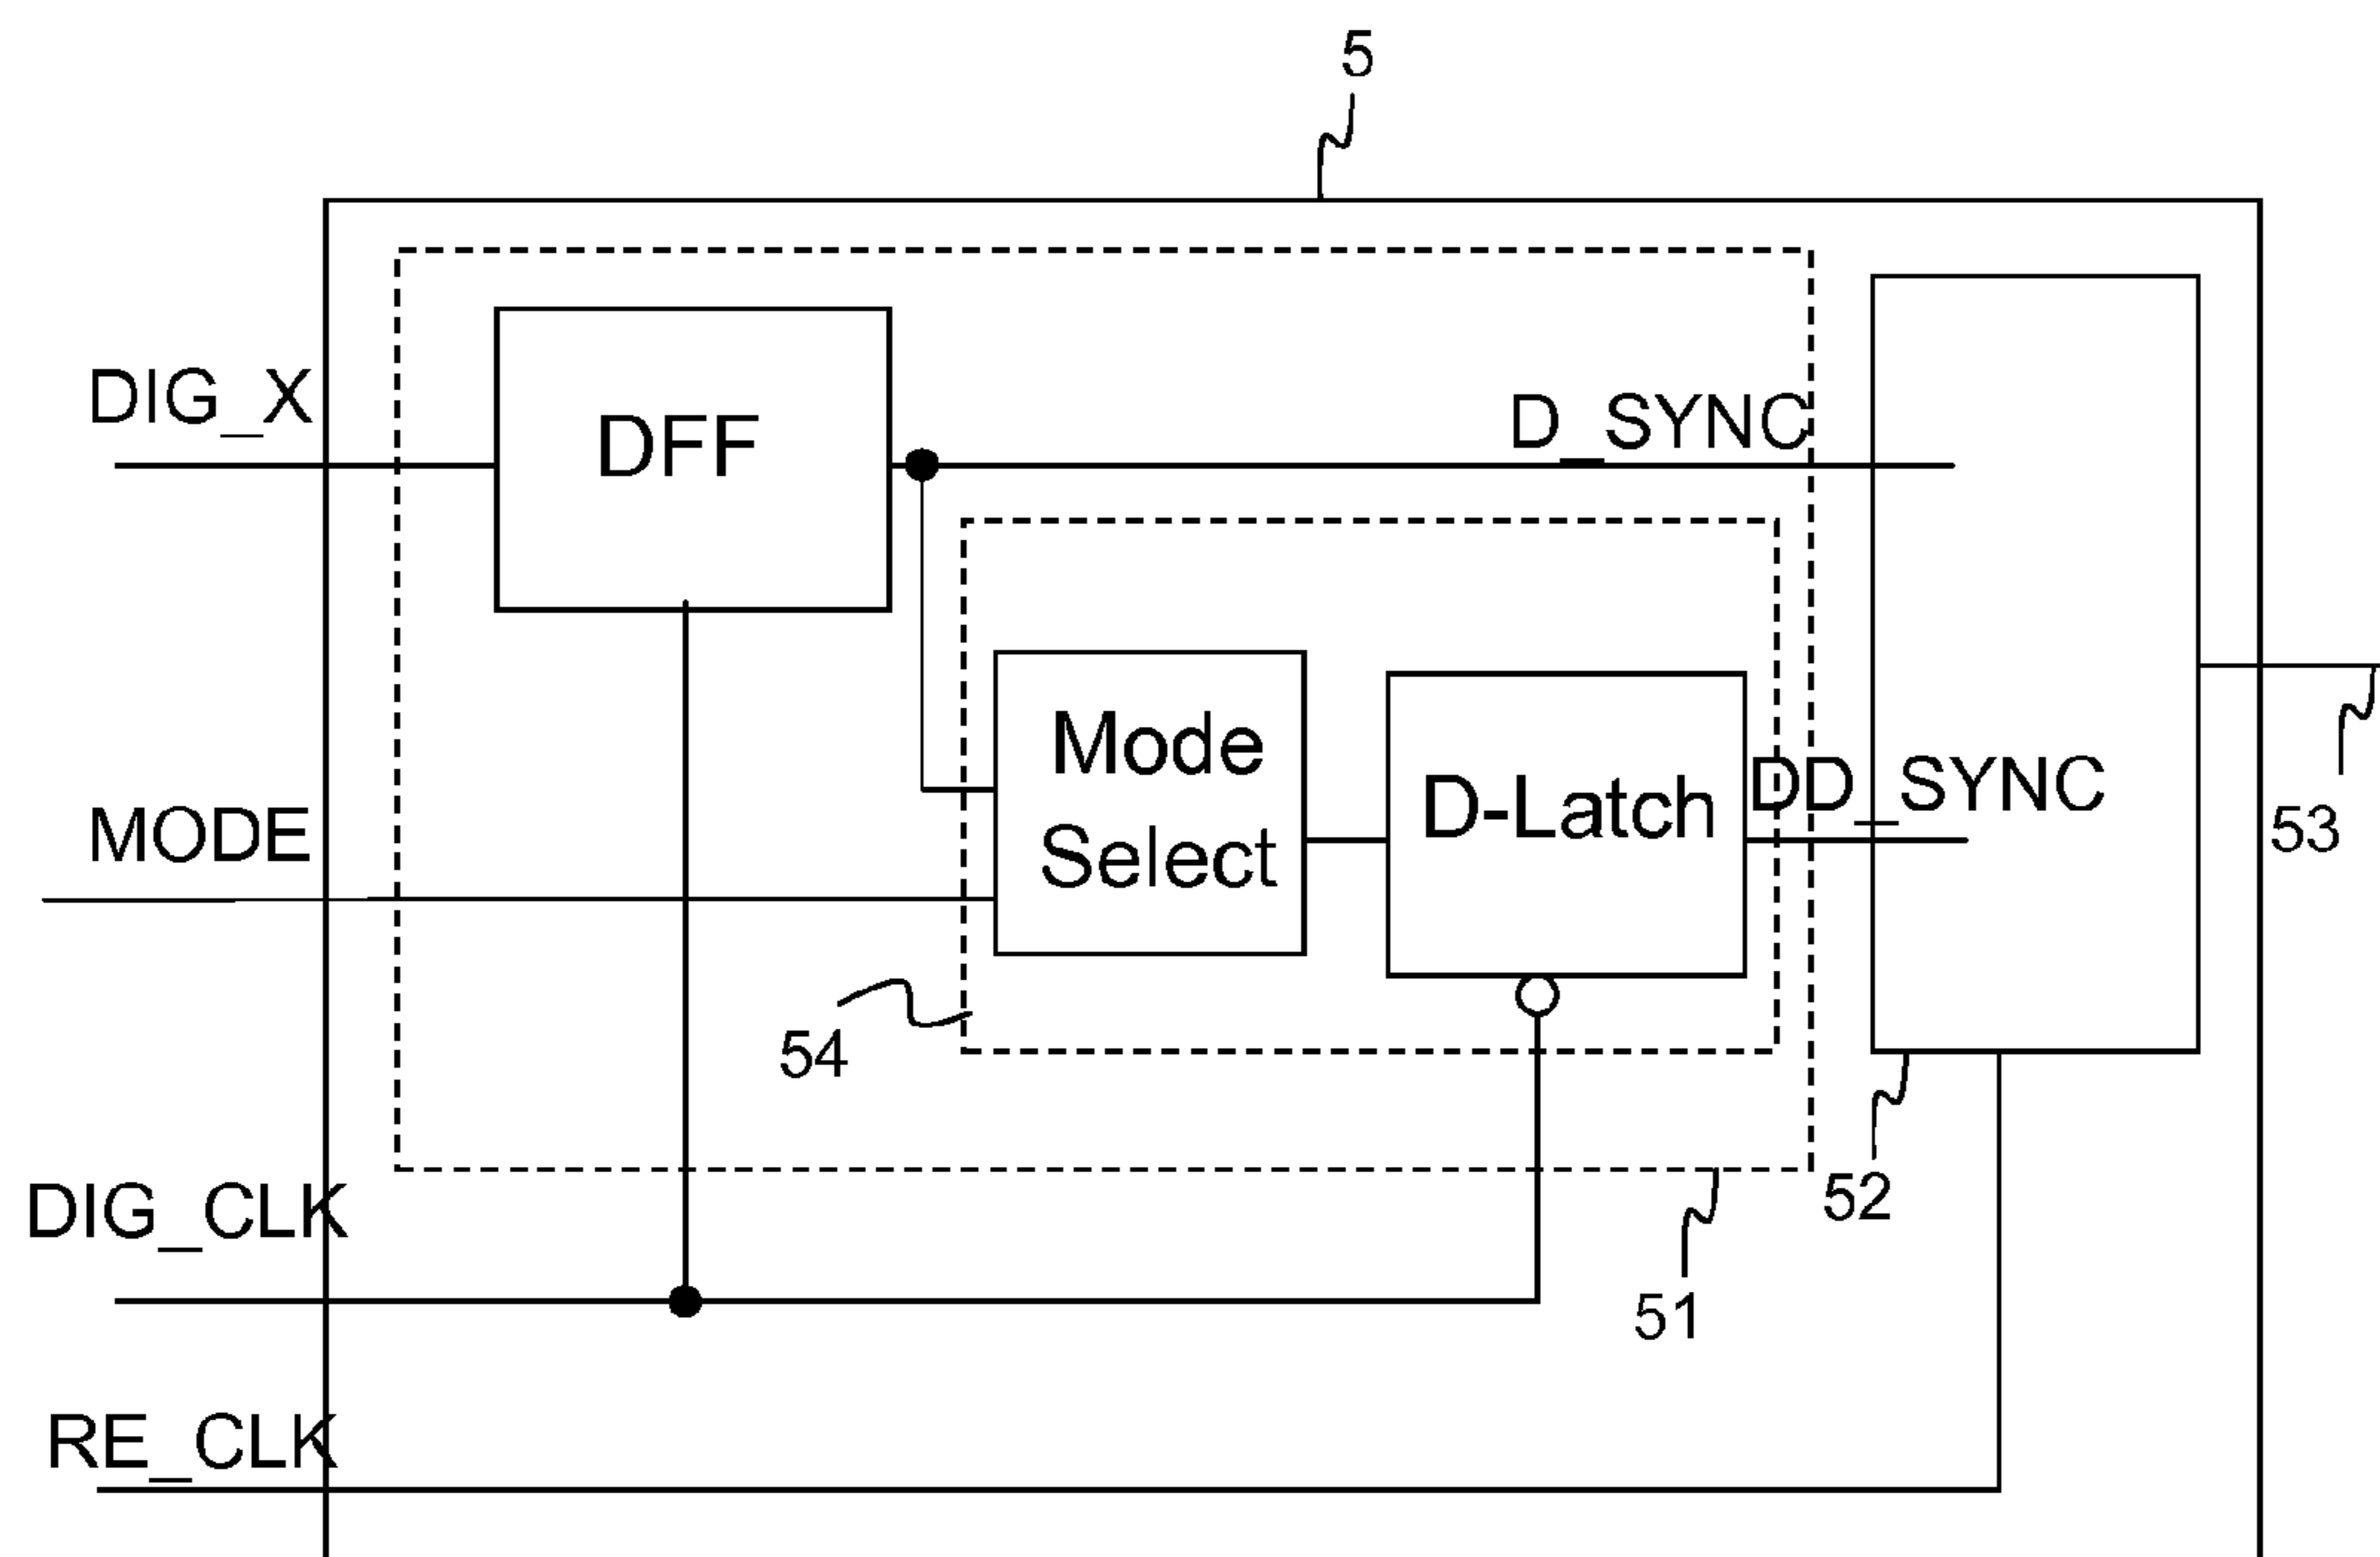 5
DIG_X
DFF
D_SYNC
MODE
Mode
Select
D-Latch
DD_SYNC
53
54
DIG_CLK
52
51
RE_CLK